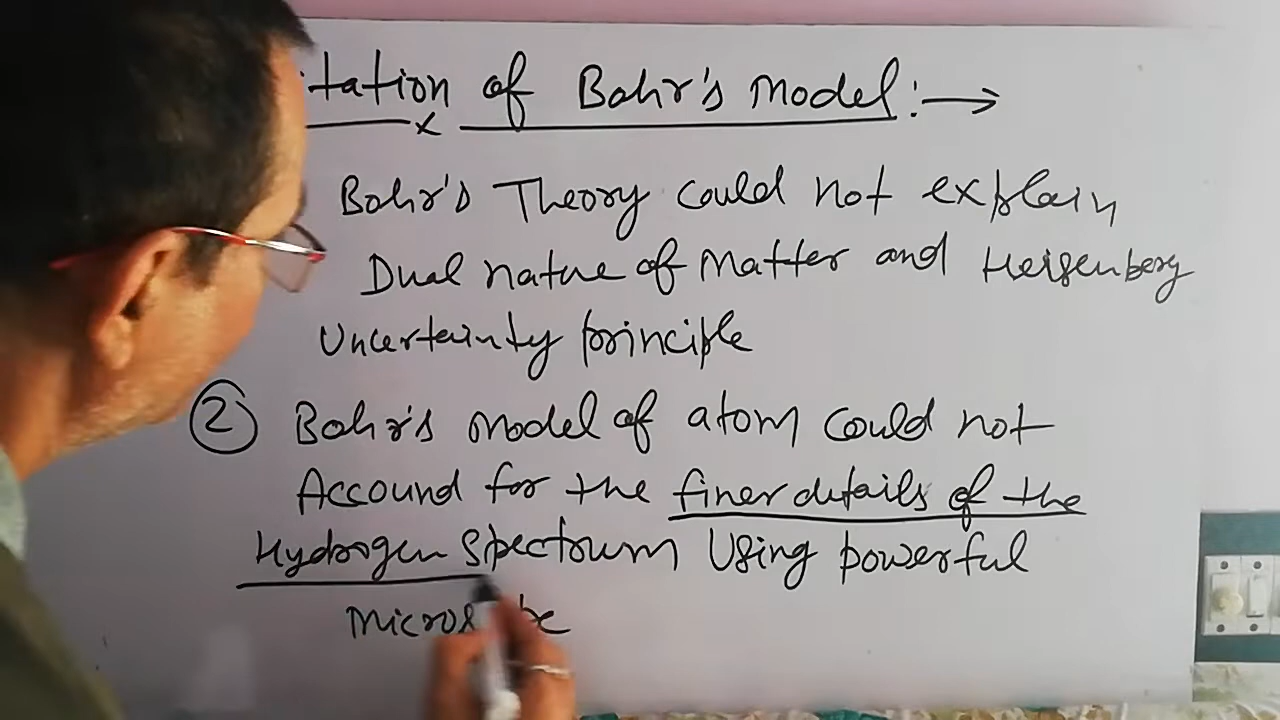 tation of Bohr's Model :→
Bohr's Theory could not explain
Dual nature of Matter and Heisenberg
Uncertainty principle
② Bohr's model of atom could not
Accound for the finer details of the
Hydrogen Spectrum Using powerful